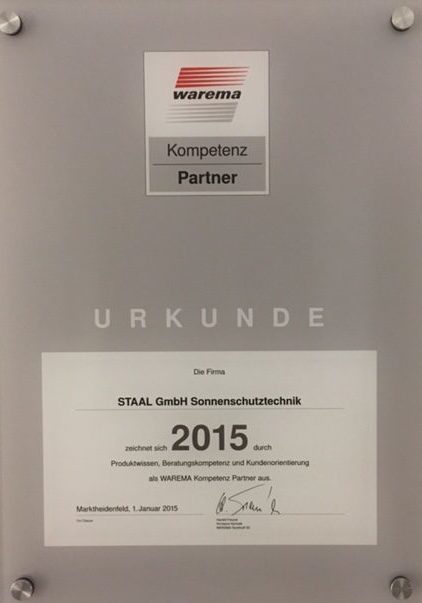 warema
Kompetenz
Partner
URKUNDE
Die Firma
STAAL GmbH Sonnenschutztechnik
zeichnet sich 2015 durch
Produktwissen, Beratungskompetenz und Kundenorientierung
als WAREMA Kompetenz Partner aus.
Marktheidenfeld, 1. Januar 2015